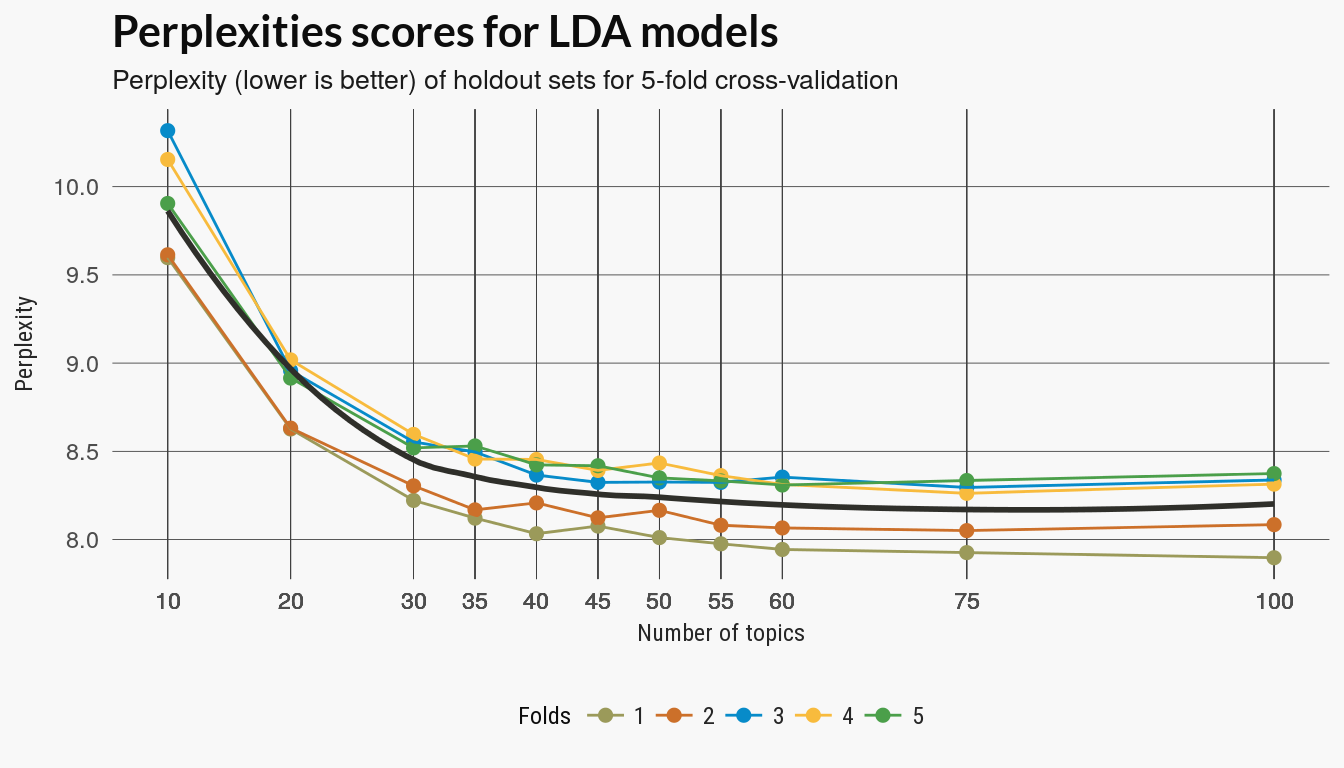 Perplexities scores for LDA models
Perplexity (lower is better) of holdout sets for 5-fold cross-validation
Perplexity
10.0
9.5
9.0
8.5
8.0
10 20 30 35 40 45 50 55 60 75 100
Number of topics
Folds 1 2 3 4 5